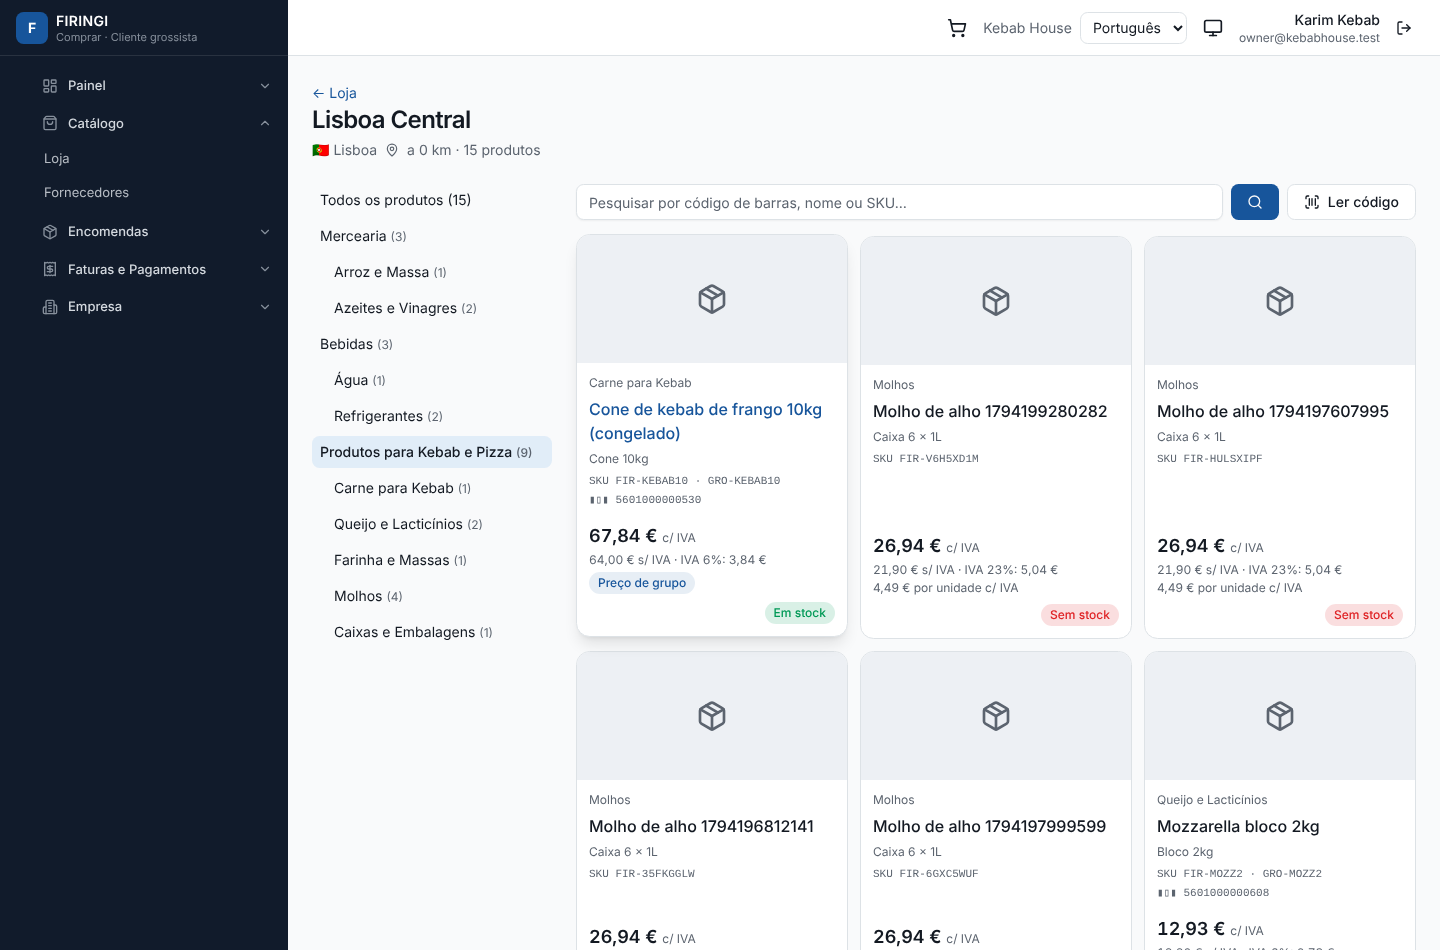 F
FIRINGI
Comprar · Cliente grossista
Painel
Catálogo
Loja
Fornecedores
Encomendas
Faturas e Pagamentos
Empresa
Kebab House
Português
Karim Kebab
owner@kebabhouse.test
← Loja
Lisboa Central
🇵🇹 Lisboa a 0 km · 15 produtos
Todos os produtos (15)
Mercearia (3)
Arroz e Massa (1)
Azeites e Vinagres (2)
Bebidas (3)
Água (1)
Refrigerantes (2)
Produtos para Kebab e Pizza (9)
Carne para Kebab (1)
Queijo e Lacticínios (2)
Farinha e Massas (1)
Molhos (4)
Caixas e Embalagens (1)
Pesquisar por código de barras, nome ou SKU...
Ler código
Carne para Kebab
Cone de kebab de frango 10kg
(congelado)
Cone 10kg
SKU FIR-KEBAB10 · GRO-KEBAB10
▮▯▮ 5601000000530
67,84 € c/ IVA
64,00 € s/ IVA · IVA 6%: 3,84 €
Preço de grupo
Em stock
Molhos
Molho de alho 1794199280282
Caixa 6 × 1L
SKU FIR-V6H5XD1M
26,94 € c/ IVA
21,90 € s/ IVA · IVA 23%: 5,04 €
4,49 € por unidade c/ IVA
Sem stock
Molhos
Molho de alho 1794197607995
Caixa 6 × 1L
SKU FIR-HULSXIPF
26,94 € c/ IVA
21,90 € s/ IVA · IVA 23%: 5,04 €
4,49 € por unidade c/ IVA
Sem stock
Molhos
Molho de alho 1794196812141
Caixa 6 × 1L
SKU FIR-35FKGGLW
26,94 € c/ IVA
Molhos
Molho de alho 1794197999599
Caixa 6 × 1L
SKU FIR-6GXC5WUF
26,94 € c/ IVA
Queijo e Lacticínios
Mozzarella bloco 2kg
Bloco 2kg
SKU FIR-MOZZ2 · GRO-MOZZ2
▮▯▮ 5601000000608
12,93 € c/ IVA